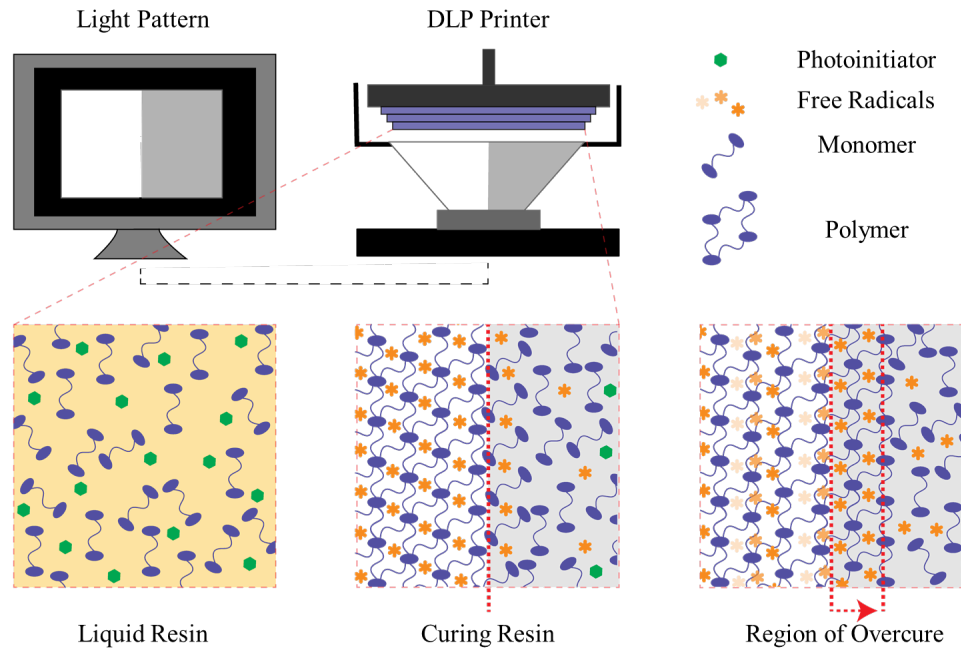 Light Pattern
DLP Printer
Photoinitiator
Free Radicals
Monomer
Polymer
Liquid Resin
Curing Resin
Region of Overcure